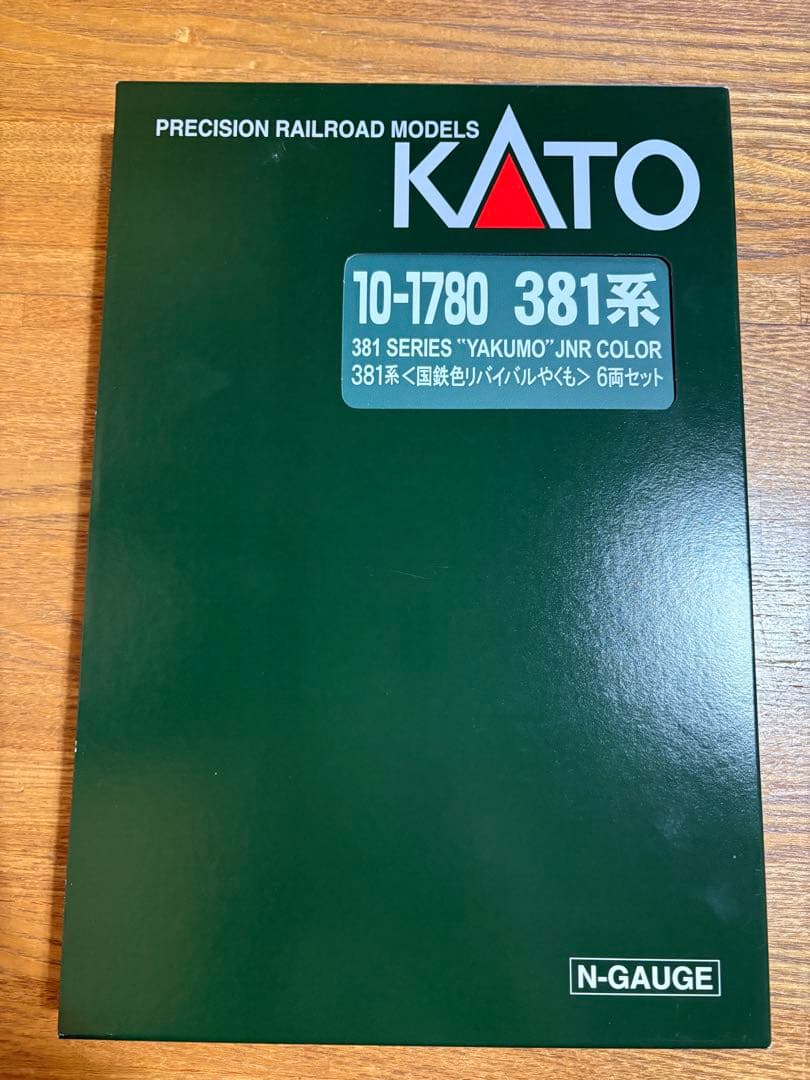 PRECISION RAILROAD MODELS
KATO
10-1780 381系
381 SERIES "YAKUMO" JNR COLOR
381系<国鉄色リバイバルやくも> 6両セット
N-GAUGE